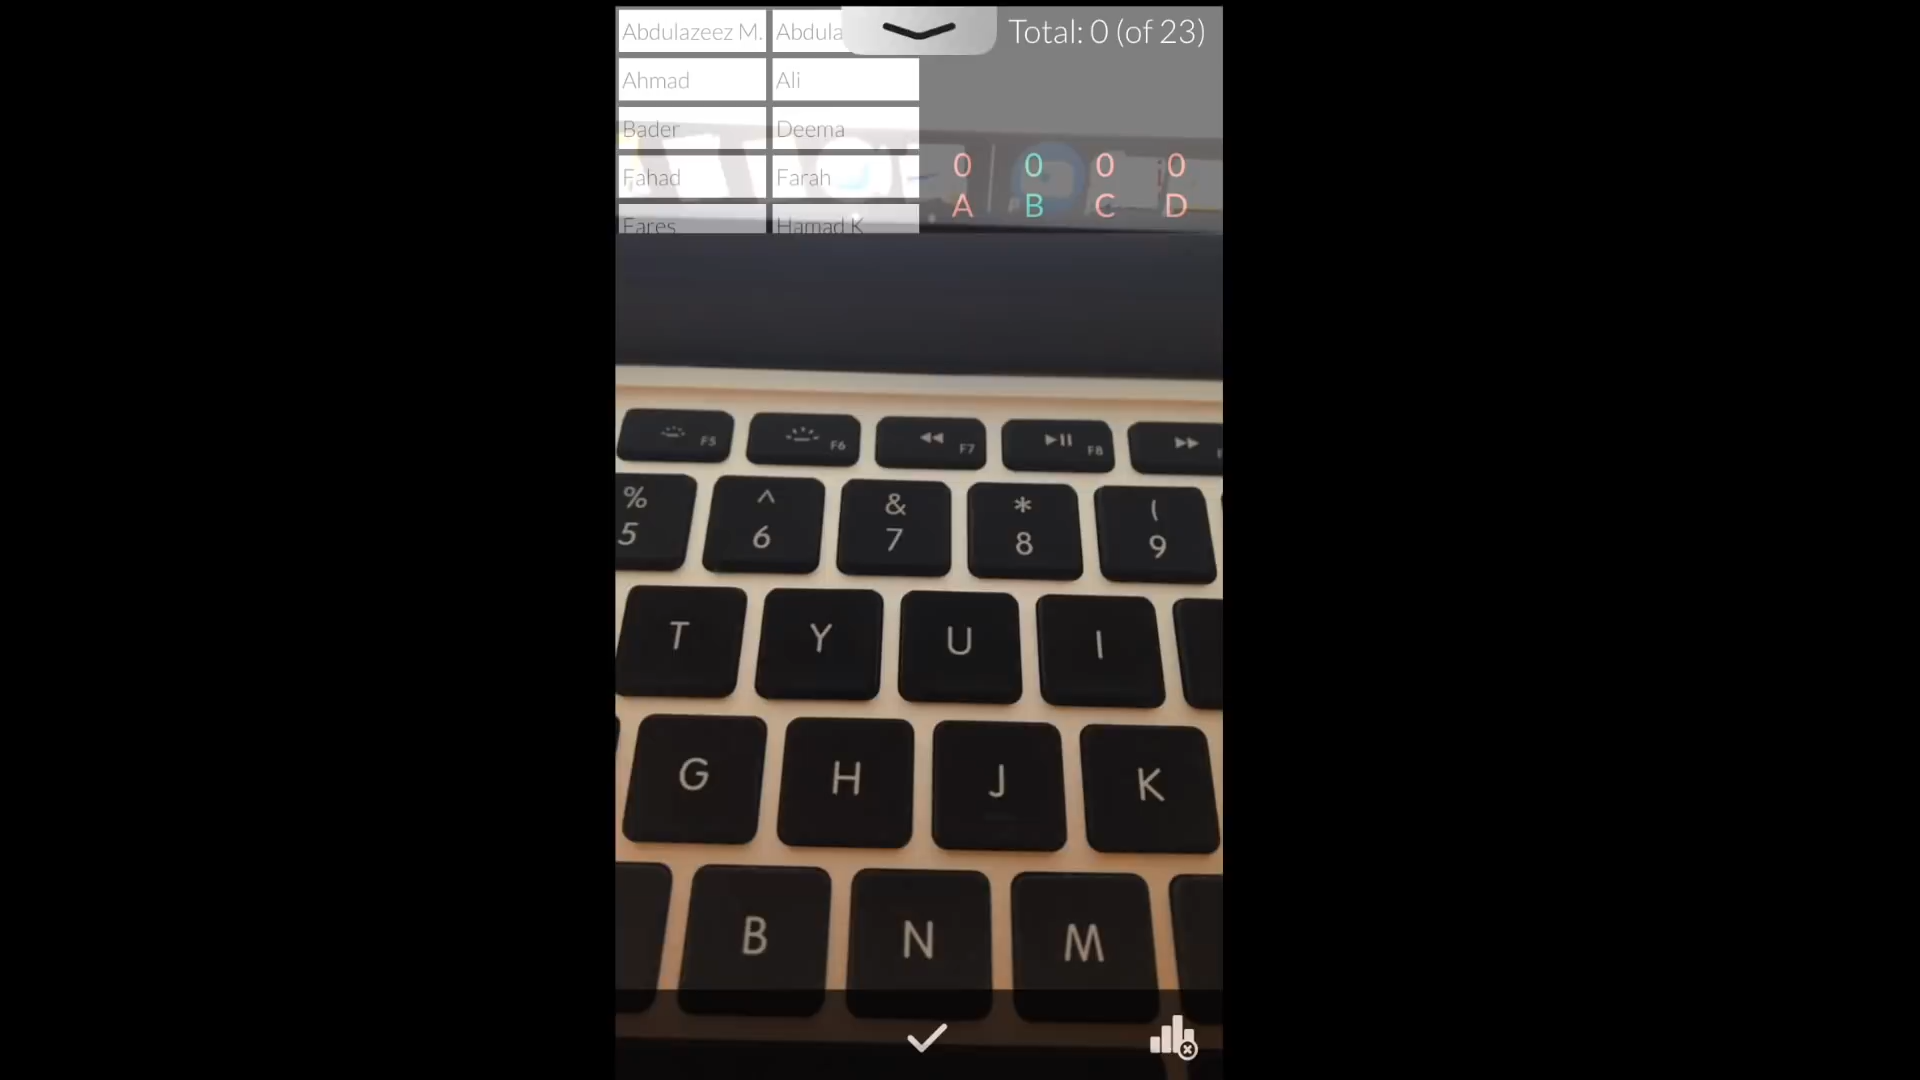 Abdulazeez M. Abdula Total: 0 (of 23)
Ahmad Ali
Bader Deema
Fahad Farah 0 0 0 0
A B C D
Fares Hamad K
F5 F6 F7 F8
% ^ & * (
5 6 7 8 9
T Y U I
G H J K
B N M